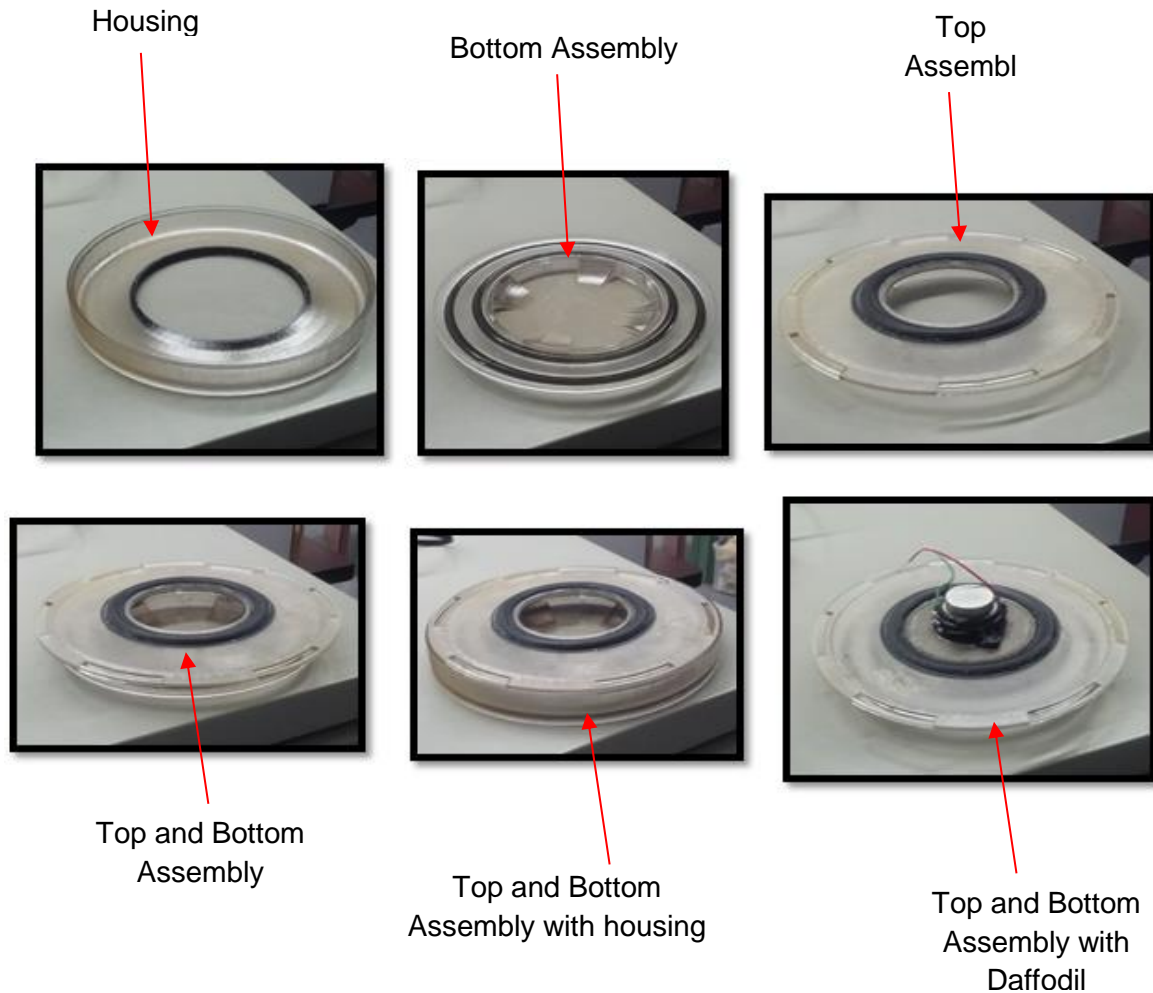 Housing
Bottom Assembly
Top
Assembl
Top and Bottom
Assembly
Top and Bottom
Assembly with housing
Top and Bottom
Assembly with
Daffodil